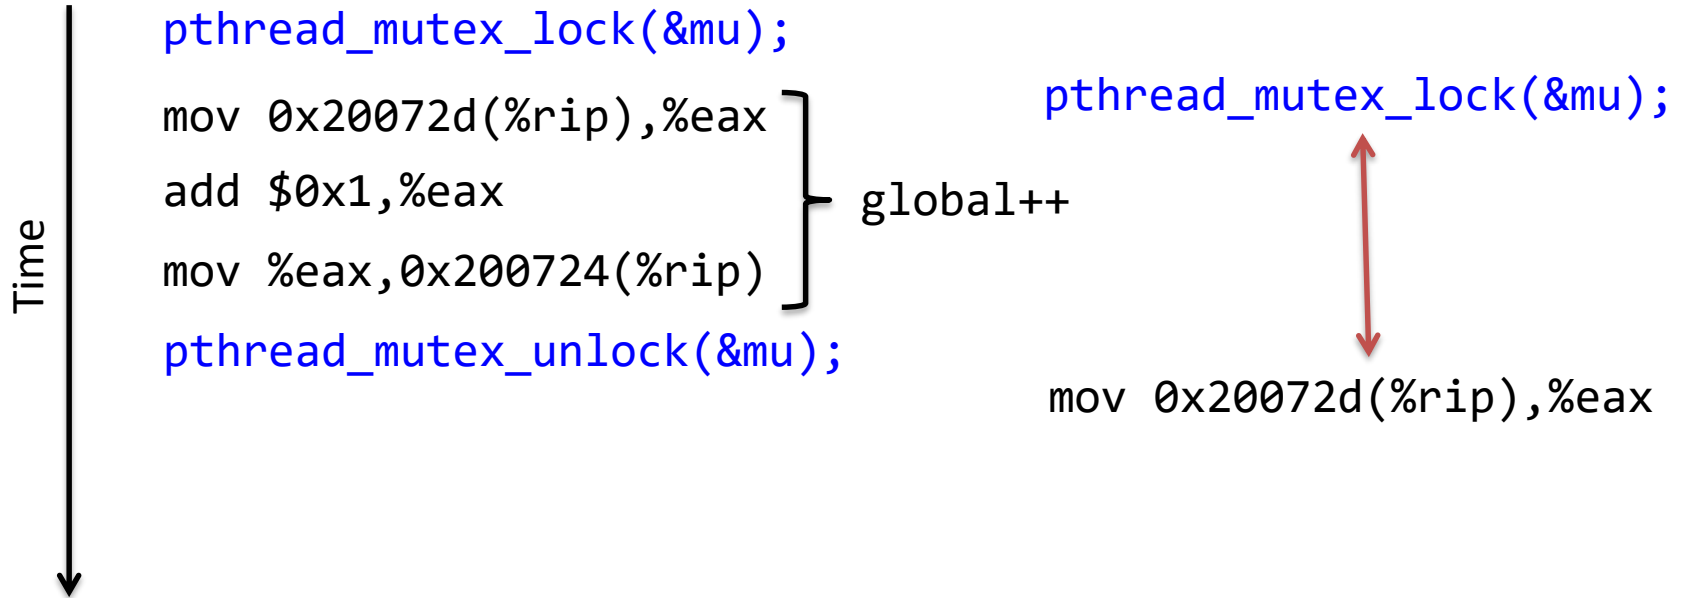 Time
pthread_mutex_lock(&mu);
mov 0x20072d(%rip),%eax
add $0x1,%eax
mov %eax,0x200724(%rip)
pthread_mutex_unlock(&mu);
global++
pthread_mutex_lock(&mu);
mov 0x20072d(%rip),%eax